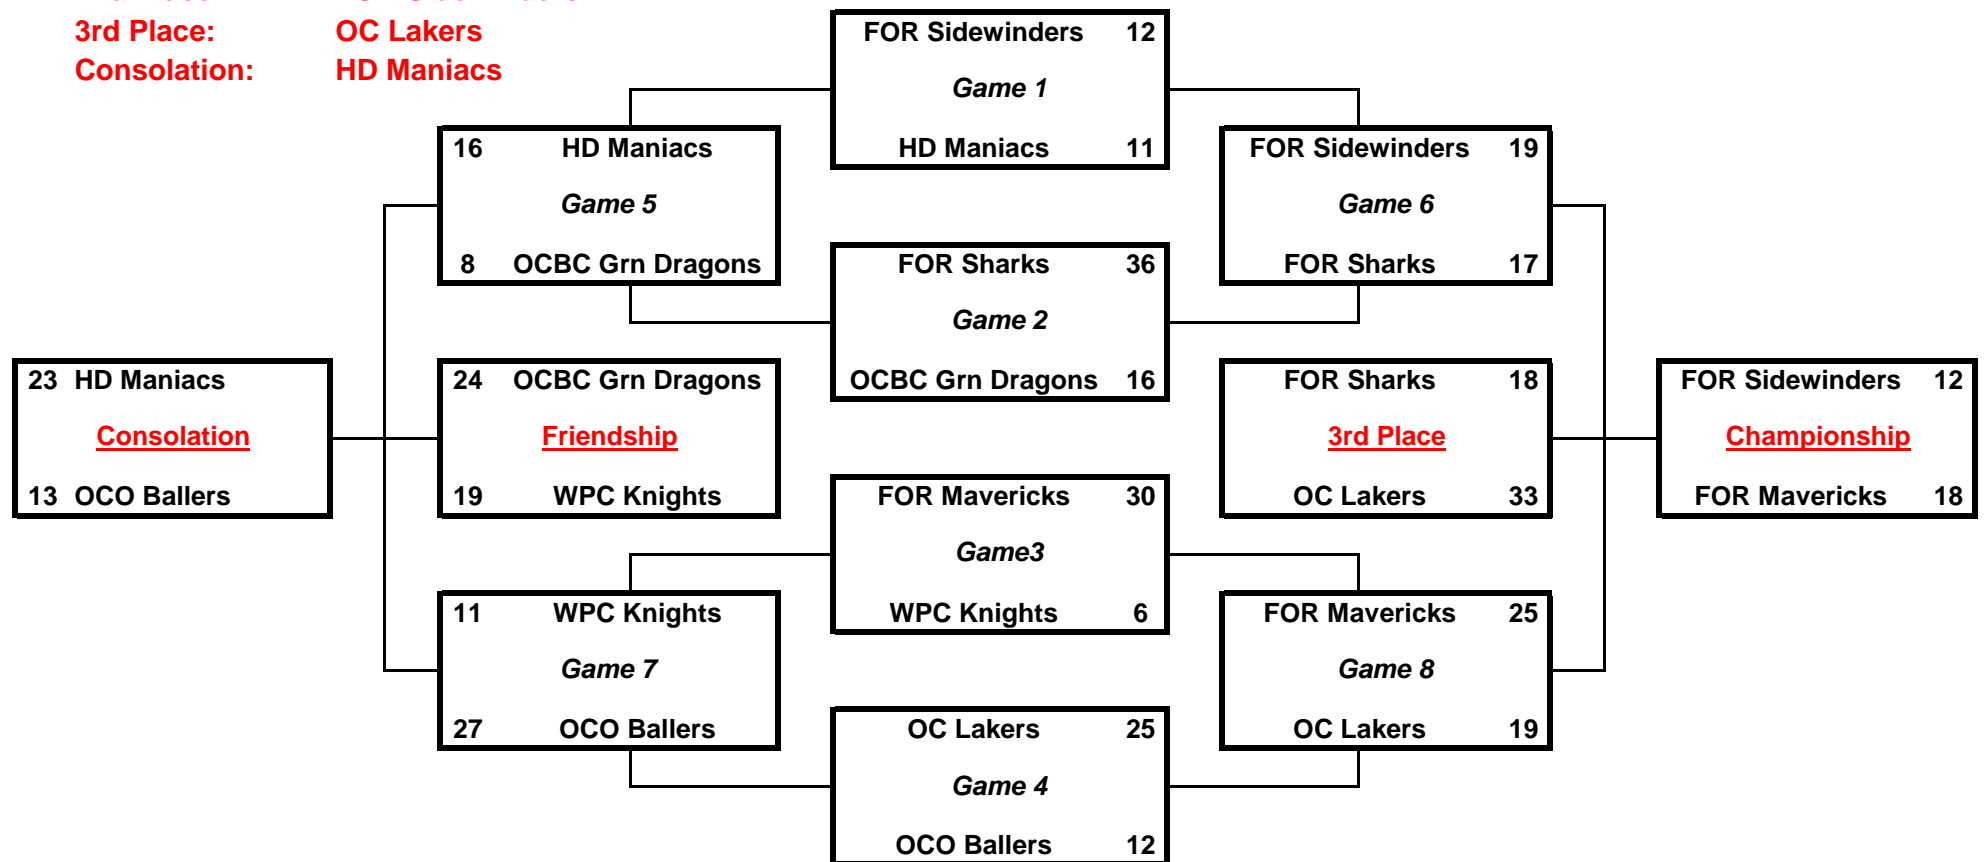 3rd Place: OC Lakers
Consolation: HD Maniacs
FOR Sidewinders 12
Game 1
HD Maniacs 11
16 HD Maniacs
Game 5
8 OCBC Grn Dragons
FOR Sidewinders 19
Game 6
FOR Sharks 17
FOR Sharks 36
Game 2
OCBC Grn Dragons 16
23 HD Maniacs
Consolation
13 OCO Ballers
24 OCBC Grn Dragons
Friendship
19 WPC Knights
FOR Sharks 18
3rd Place
OC Lakers 33
FOR Sidewinders 12
Championship
FOR Mavericks 18
FOR Mavericks 30
Game3
WPC Knights 6
11 WPC Knights
Game 7
27 OCO Ballers
FOR Mavericks 25
Game 8
OC Lakers 19
OC Lakers 25
Game 4
OCO Ballers 12